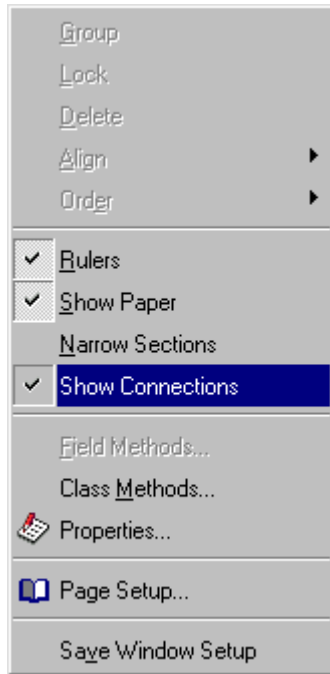 Group
Lock
Delete
Align
Order
Rulers
Show Paper
Narrow Sections
Show Connections
Field Methods...
Class Methods...
Properties...
Page Setup...
Save Window Setup